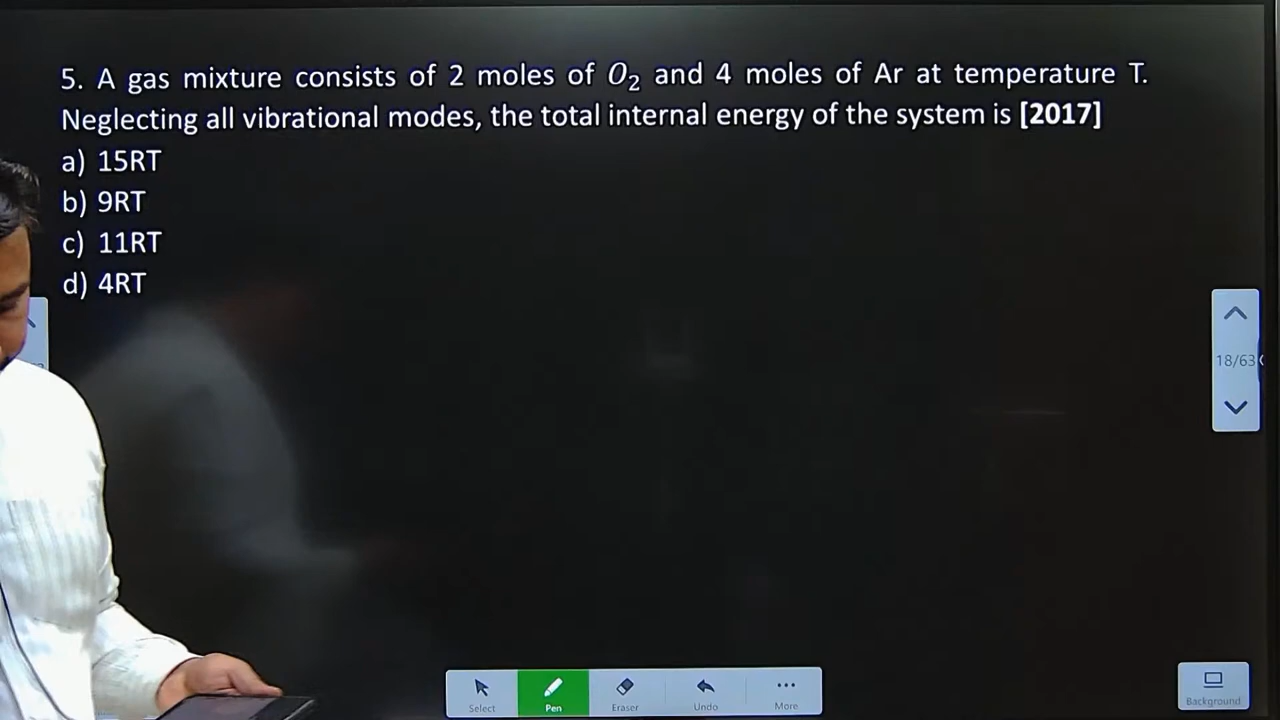 5. A gas mixture consists of 2 moles of O₂ and 4 moles of Ar at temperature T.
Neglecting all vibrational modes, the total internal energy of the system is [2017]
a) 15RT
b) 9RT
c) 11RT
d) 4RT
18/63
Select Pen Eraser Undo More
Background